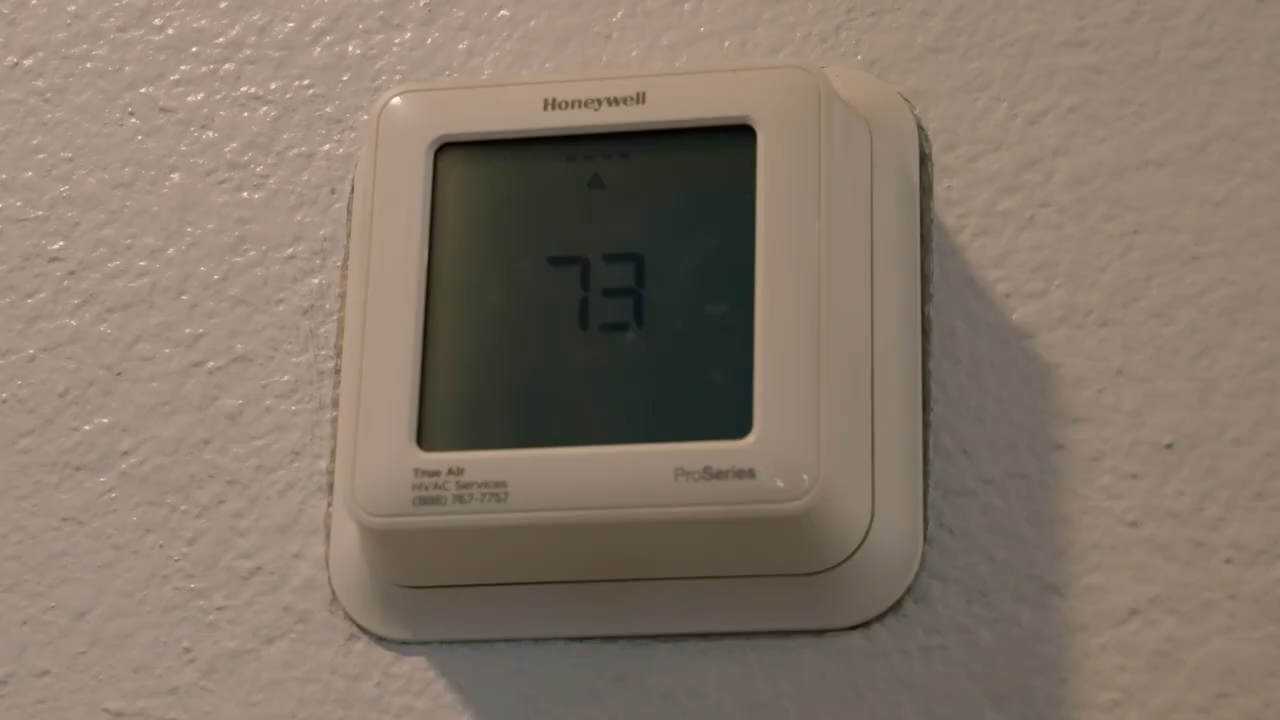 Honeywell
73
True Air
HVAC Services
(888) 767-7757
ProSeries